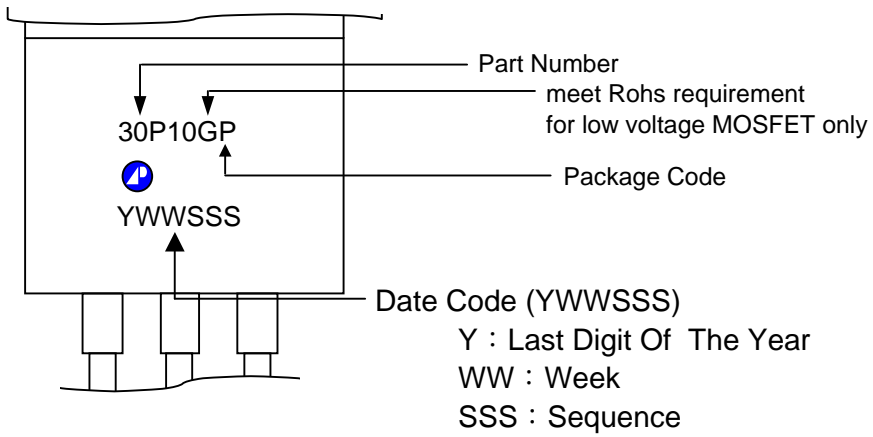 Part Number
meet Rohs requirement
for low voltage MOSFET only
30P10GP
Package Code
YWWSSS
Date Code (YWWSSS)
Y：Last Digit Of The Year
WW：Week
SSS：Sequence